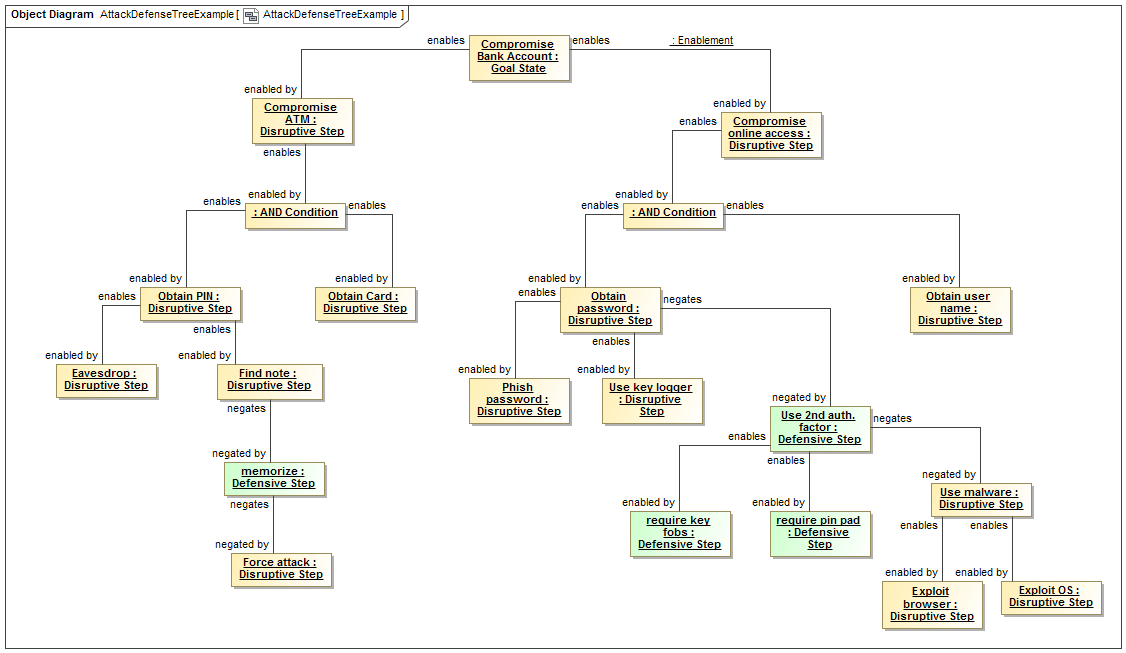 Object Diagram AttackDefenseTreeExample [ AttackDefenseTreeExample ]
enables
Compromise
Bank Account :
Goal State
enables
: Enablement
enabled by
Compromise
ATM :
Disruptive Step
enables
enabled by
enables
Compromise
online access :
Disruptive Step
enables
enabled by
: AND Condition
enables
enabled by
enables
: AND Condition
enables
enabled by
enabled by
enabled by
enabled by
enables
Obtain PIN :
Disruptive Step
enables
Obtain Card :
Disruptive Step
enables
Obtain
password :
Disruptive Step
negates
enables
Obtain user
name :
Disruptive Step
enabled by
Eavesdrop :
Disruptive Step
enabled by
Find note :
Disruptive Step
negates
enabled by
Phish
password :
Disruptive Step
enabled by
Use key logger
: Disruptive
Step
negated by
Use 2nd auth.
factor :
Defensive Step
negates
enables
enables
negated by
memorize :
Defensive Step
negates
negated by
Use malware :
Disruptive Step
enables
enables
enabled by
require key
fobs :
Defensive Step
enabled by
require pin pad
: Defensive
Step
negated by
Force attack :
Disruptive Step
enabled by
Exploit
browser :
Disruptive Step
enabled by
Exploit OS :
Disruptive Step